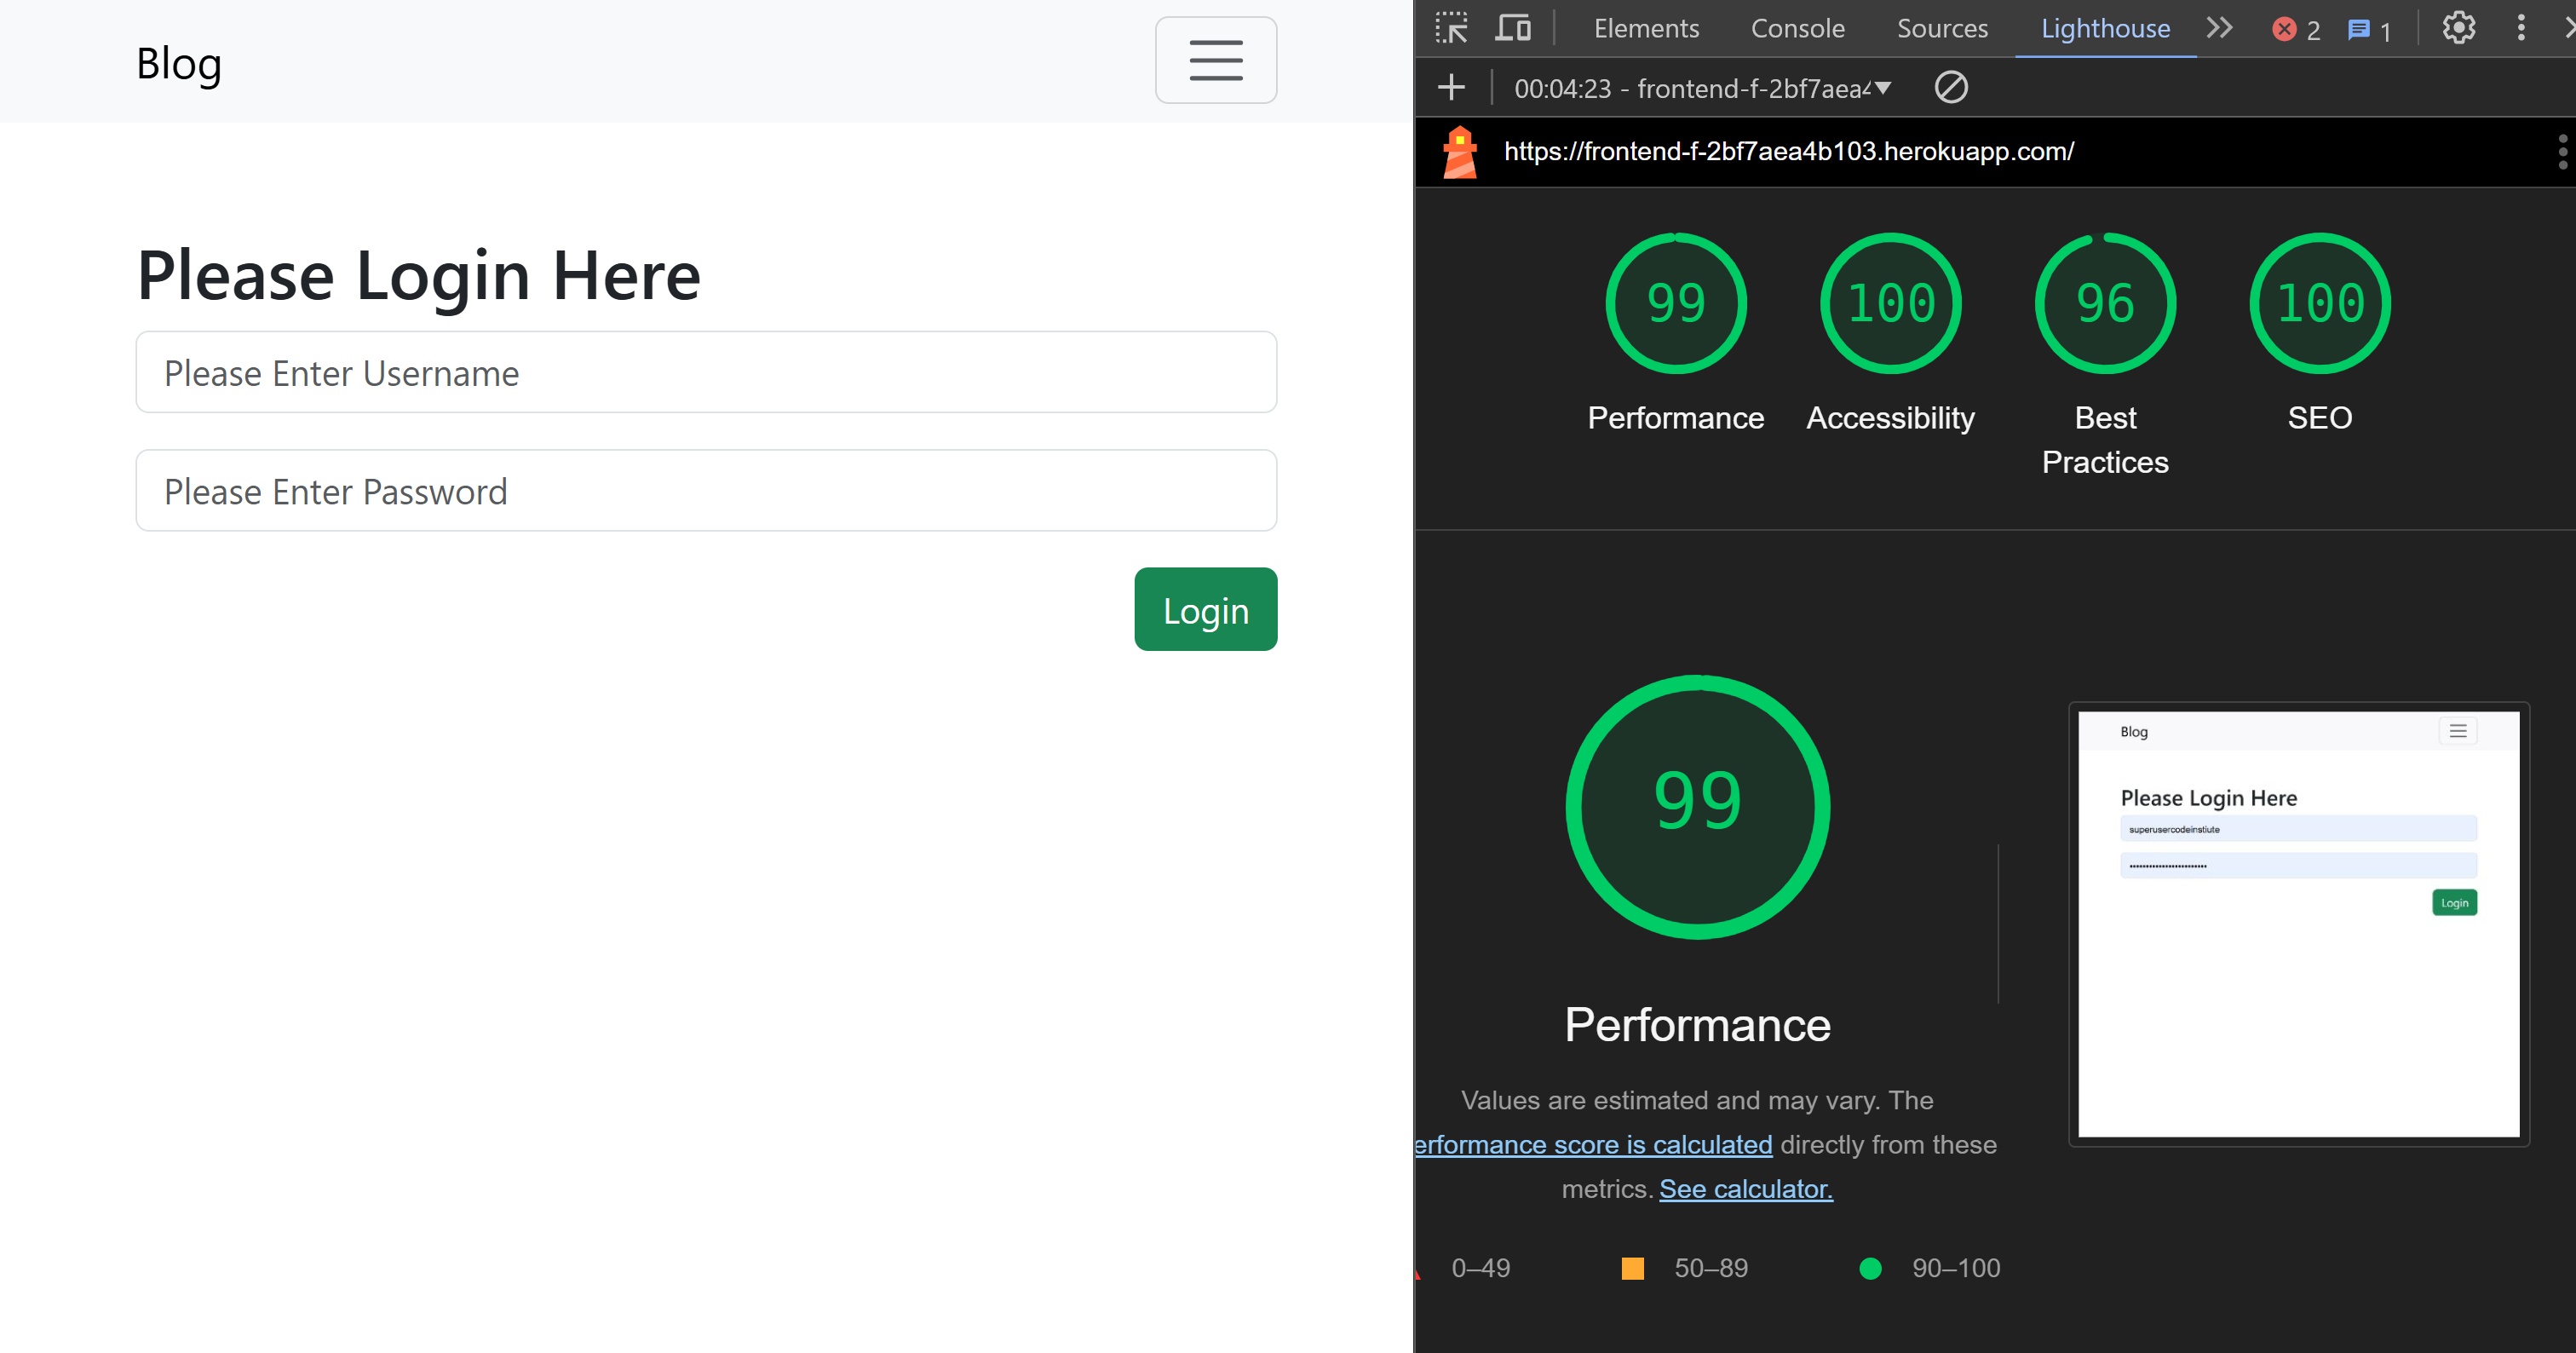 Blog
Please Login Here
Please Enter Username
Please Enter Password
Login
Elements Console Sources Lighthouse 2 1
00:04:23 - frontend-f-2bf7aea4
https://frontend-f-2bf7aea4b103.herokuapp.com/
99 100 96 100
Performance Accessibility Best Practices SEO
99
Performance
Values are estimated and may vary. The
erformance score is calculated directly from these
metrics. See calculator.
0–49 50–89 90–100
Blog
Please Login Here
superusercodeinstiute
Login